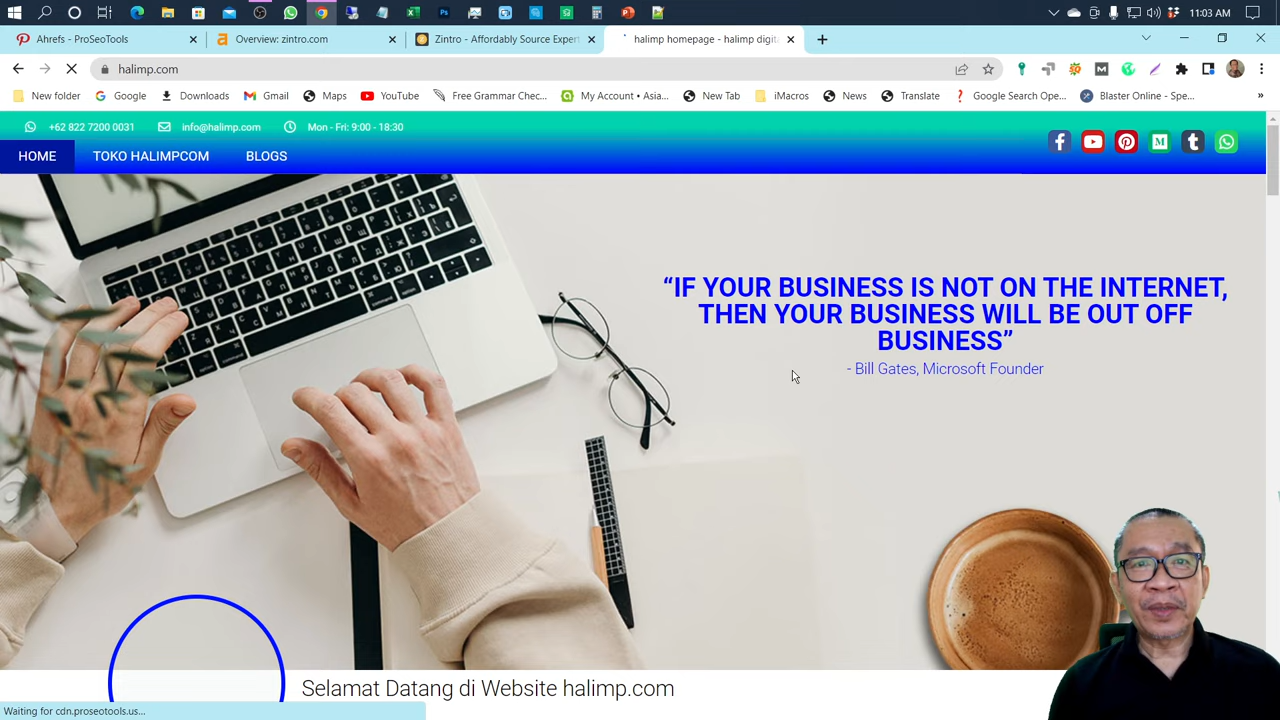 11:03 AM
Ahrefs - ProSeoTools
Overview: zintro.com
Zintro - Affordably Source Expert
halimp homepage - halimp digita
halimp.com
New folder
Google
Downloads
Gmail
Maps
YouTube
Free Grammar Chec...
My Account • Asia...
New Tab
iMacros
News
Translate
Google Search Ope...
Blaster Online - Spe...
»
+62 822 7200 0031
info@halimp.com
Mon - Fri: 9:00 - 18:30
HOME
TOKO HALIMPCOM
BLOGS
“IF YOUR BUSINESS IS NOT ON THE INTERNET,
THEN YOUR BUSINESS WILL BE OUT OFF
BUSINESS”
- Bill Gates, Microsoft Founder
Selamat Datang di Website halimp.com
Waiting for cdn.proseotools.us...